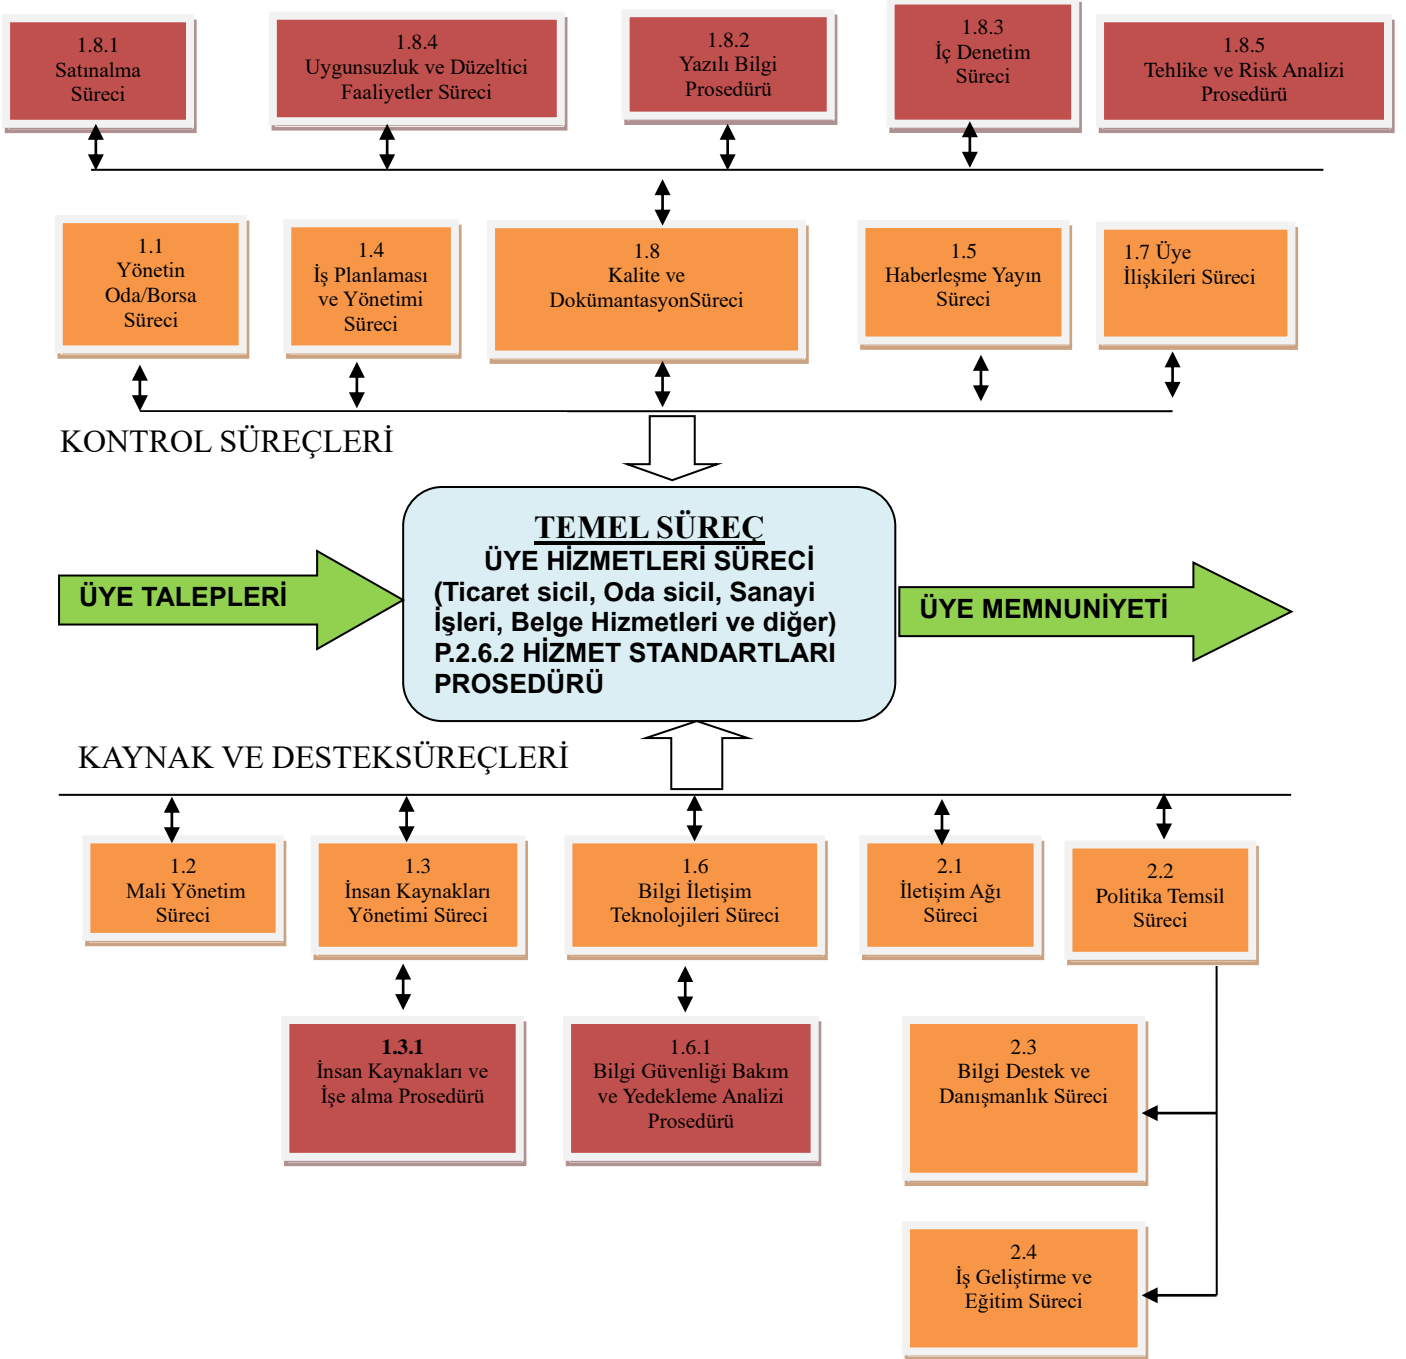 1.8.1
Satınalma
Süreci
1.8.4
Uygunsuzluk ve Düzeltici
Faaliyetler Süreci
1.8.2
Yazılı Bilgi
Prosedürü
1.8.3
İç Denetim
Süreci
1.8.5
Tehlike ve Risk Analizi
Prosedürü
1.1
Yönetin
Oda/Borsa
Süreci
1.4
İş Planlaması
ve Yönetimi
Süreci
1.8
Kalite ve
DokümantasyonSüreci
1.5
Haberleşme Yayın
Süreci
1.7 Üye
İlişkileri Süreci
KONTROL SÜREÇLERİ
TEMEL SÜREÇ
ÜYE HİZMETLERİ SÜRECİ
(Ticaret sicil, Oda sicil, Sanayi
İşleri, Belge Hizmetleri ve diğer)
P.2.6.2 HİZMET STANDARTLARI
PROSEDÜRÜ
ÜYE TALEPLERİ
ÜYE MEMNUNİYETİ
KAYNAK VE DESTEKSÜREÇLERİ
1.2
Mali Yönetim
Süreci
1.3
İnsan Kaynakları
Yönetimi Süreci
1.6
Bilgi İletişim
Teknolojileri Süreci
2.1
İletişim Ağı
Süreci
2.2
Politika Temsil
Süreci
1.3.1
İnsan Kaynakları ve
İşe alma Prosedürü
1.6.1
Bilgi Güvenliği Bakım
ve Yedekleme Analizi
Prosedürü
2.3
Bilgi Destek ve
Danışmanlık Süreci
2.4
İş Geliştirme ve
Eğitim Süreci